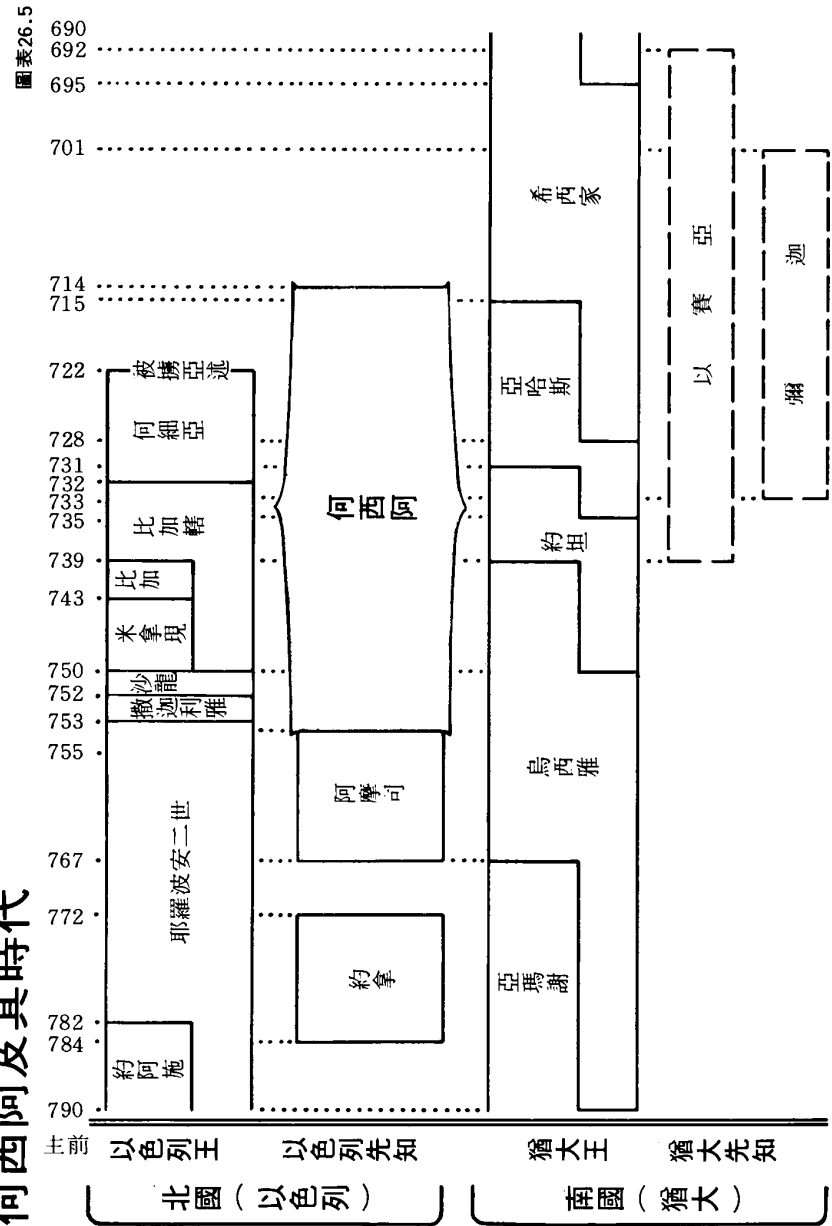 圖表26.5
何西阿及其時代
690
692
695
701
714
715
722
728
731
732
733
735
739
743
750
752
753
755
767
772
782
784
790
主前
被擄亞述
何細亞
比加轄
比加
米拿現
沙龍
撒迦利雅
耶羅波安二世
約阿施
以色列王
何西阿
阿摩司
約拿
以色列先知
北國（以色列）
希西家
亞哈斯
約坦
烏西雅
亞瑪謝
猶大王
以賽亞
彌迦
猶大先知
南國（猶大）